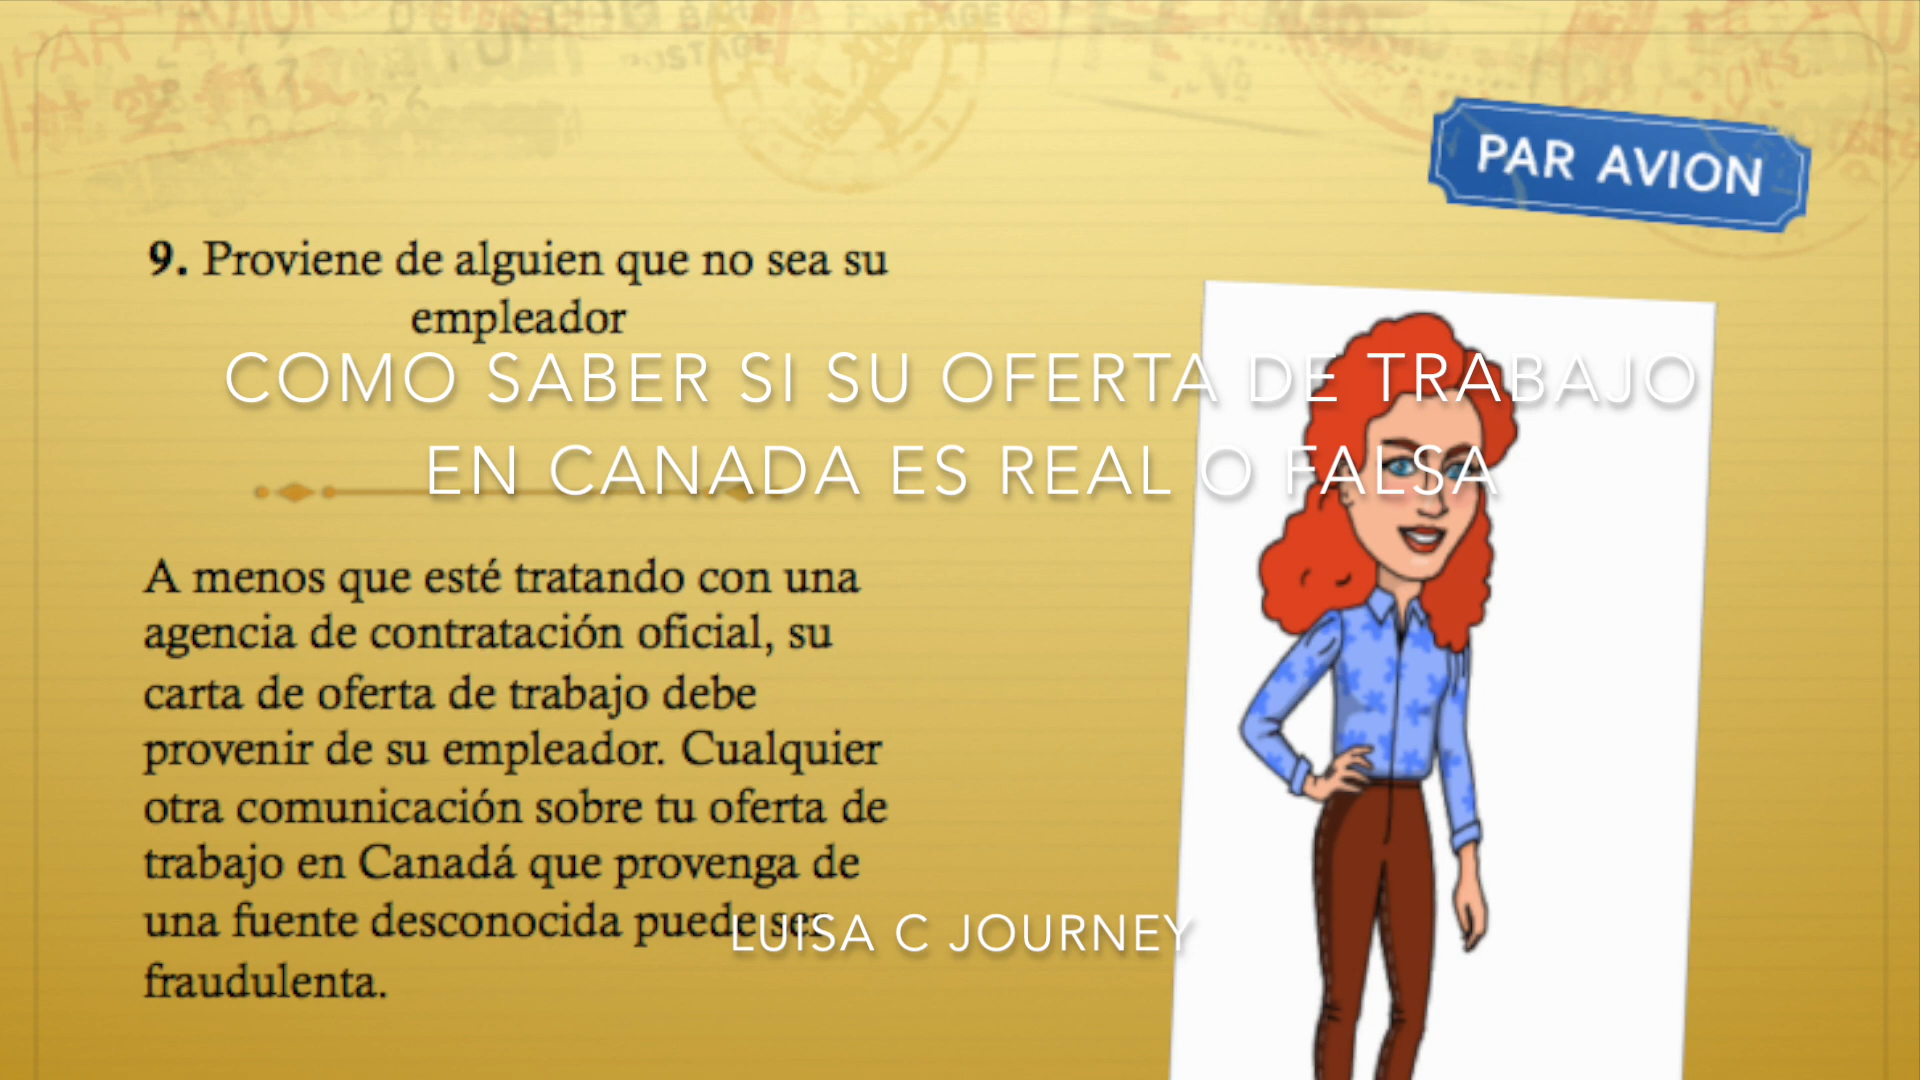 PAR AVION
9. Proviene de alguien que no sea su
empleador
COMO SABER SI SU OFERTA DE TRABAJO
EN CANADA ES REAL O FALSA
A menos que esté tratando con una
agencia de contratación oficial, su
carta de oferta de trabajo debe
provenir de su empleador. Cualquier
otra comunicación sobre tu oferta de
trabajo en Canadá que provenga de
una fuente desconocida puede ser
fraudulenta.
LUISA C JOURNEY